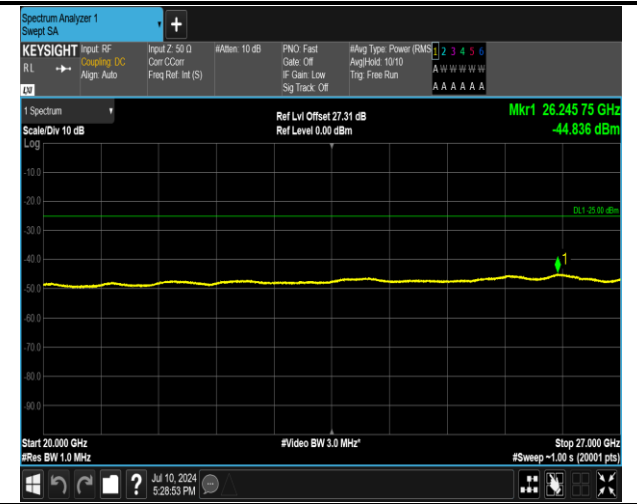 Spectrum Analyzer 1
Swept SA
+
KEYSIGHT
RL
LXI
Input: RF
Coupling: DC
Align: Auto
Input Z: 50 Ω
Corr CCorr
Freq Ref: Int (S)
#Atten: 10 dB
PNO: Fast
Gate: Off
IF Gain: Low
Sig Track: Off
#Avg Type: Power (RMS
Avg|Hold: 10/10
Trig: Free Run
1 2 3 4 5 6
A W W W W W
A A A A A A
1 Spectrum
Scale/Div 10 dB
Ref Lvl Offset 27.31 dB
Ref Level 0.00 dBm
Mkr1 26.245 75 GHz
-44.836 dBm
Log
-10.0
-20.0
DL1 -25.00 dBm
-30.0
-40.0
1
-50.0
-60.0
-70.0
-80.0
-90.0
Start 20.000 GHz
#Res BW 1.0 MHz
#Video BW 3.0 MHz*
Stop 27.000 GHz
#Sweep ~1.00 s (20001 pts)
?
Jul 10, 2024
5:28:53 PM